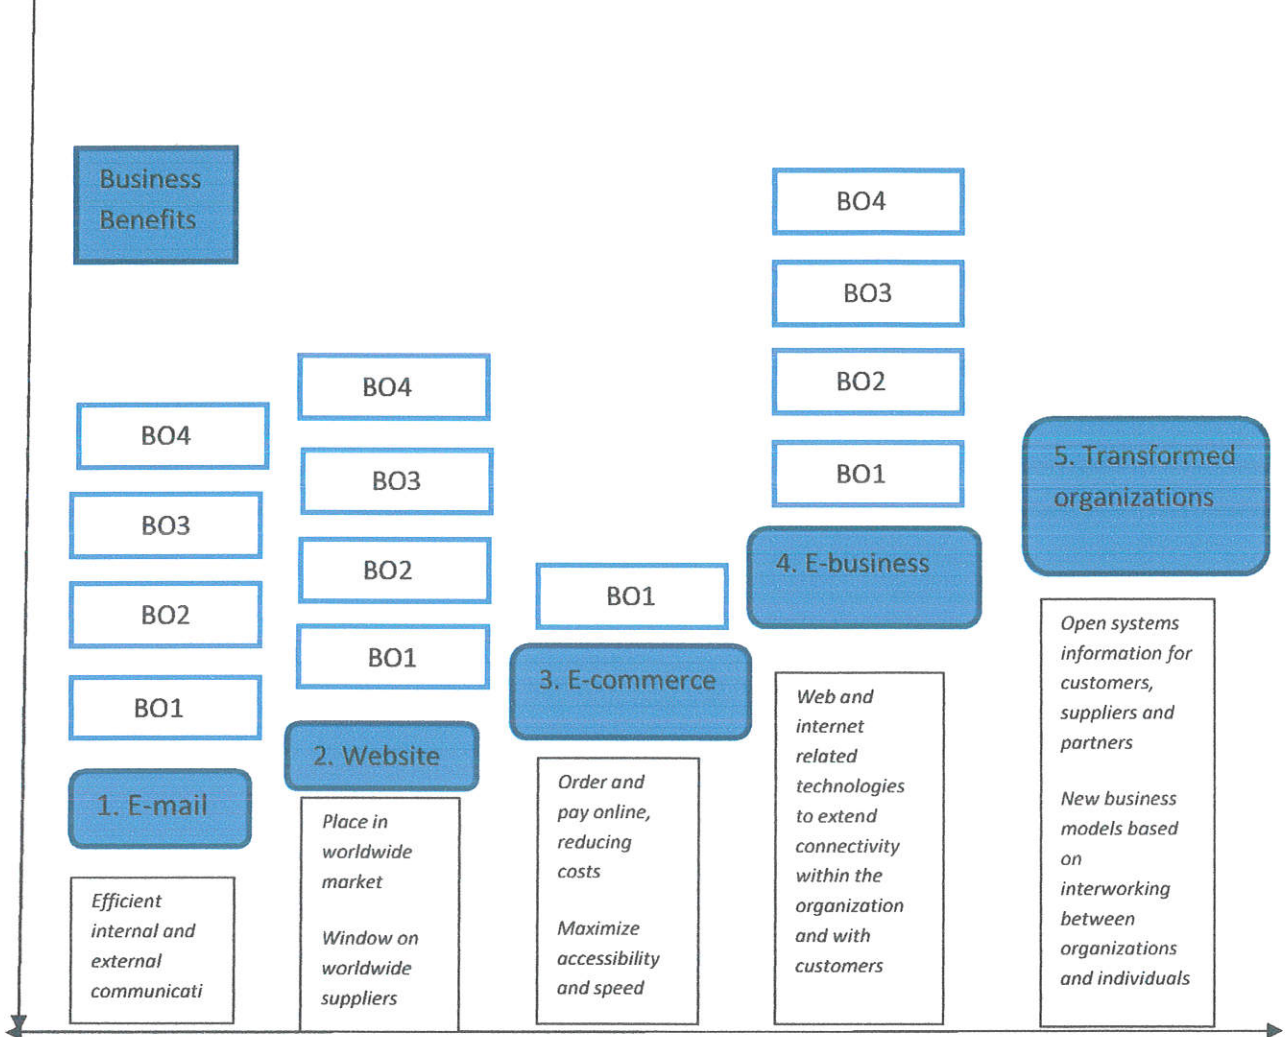 Business
Benefits
BO4
BO3
BO2
BO1
1. E-mail
Efficient
internal and
external
communicati
BO4
BO3
BO2
BO1
2. Website
Place in
worldwide
market
Window on
worldwide
suppliers
BO1
3. E-commerce
Order and
pay online,
reducing
costs
Maximize
accessibility
and speed
BO4
BO3
BO2
BO1
4. E-business
Web and
internet
related
technologies
to extend
connectivity
within the
organization
and with
customers
5. Transformed
organizations
Open systems
information for
customers,
suppliers and
partners
New business
models based
on
interworking
between
organizations
and individuals